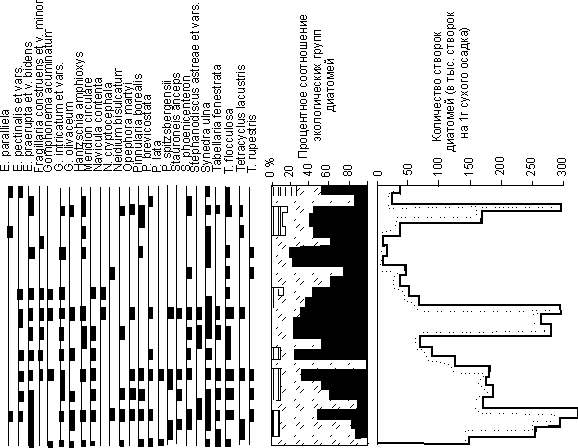 E. parallela
E. pectinalis et vars.
E. praerupta et v. bidens
Fragillaria construens et v. minor
Gomphonema acuminatum
G. intricatum et vars.
G. olivaceum
Hantzschia amphioxys
Meridion circulare
Navicula contenta
N. cryptocephala
Neidium bisulcatum
Opephora martyi
Pinnularia borealis
P. brevicostata
P. lata
P. spitzsbergensii
Stauroneis anceps
S. phoenicenteron
Stephanodiscus astreae et vars.
Synedra ulna
Tabellaria fenestrata
T. flocculosa
Tetracyclus lacustris
T. rupestris
0 %
20
40
60
80
Процентное соотношение
экологических групп
диатомей
0
50
100
150
200
250
300
Количество створок
диатомей (в тыс. створок
на 1г сухого осадка)